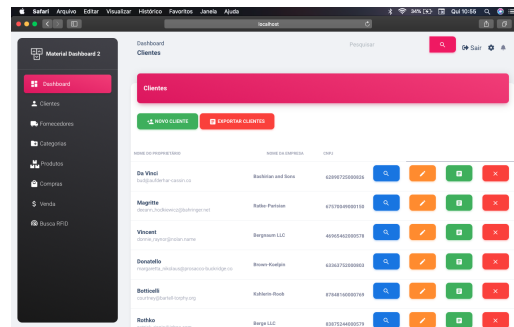 Safari Arquivo Editar Visualizar Histórico Favoritos Janela Ajuda 34% Qui 10:55
localhost
Material Dashboard 2
Dashboard
Clientes
Pesquisar
Sair
Dashboard
Clientes
Fornecedores
Categorias
Produtos
Compras
Venda
Busca RFID
Clientes
NOVO CLIENTE EXPORTAR CLIENTES
NOME DO PROPRIETÁRIO NOME DA EMPRESA CNPJ
Da Vinci
Bashirian and Sons
Magritte
Ratke-Parisian
Vincent
Bergnaum LLC
Donatello
Brown-Koelpin
Botticelli
Kshlerin-Roob
Rothko
Berge LLC